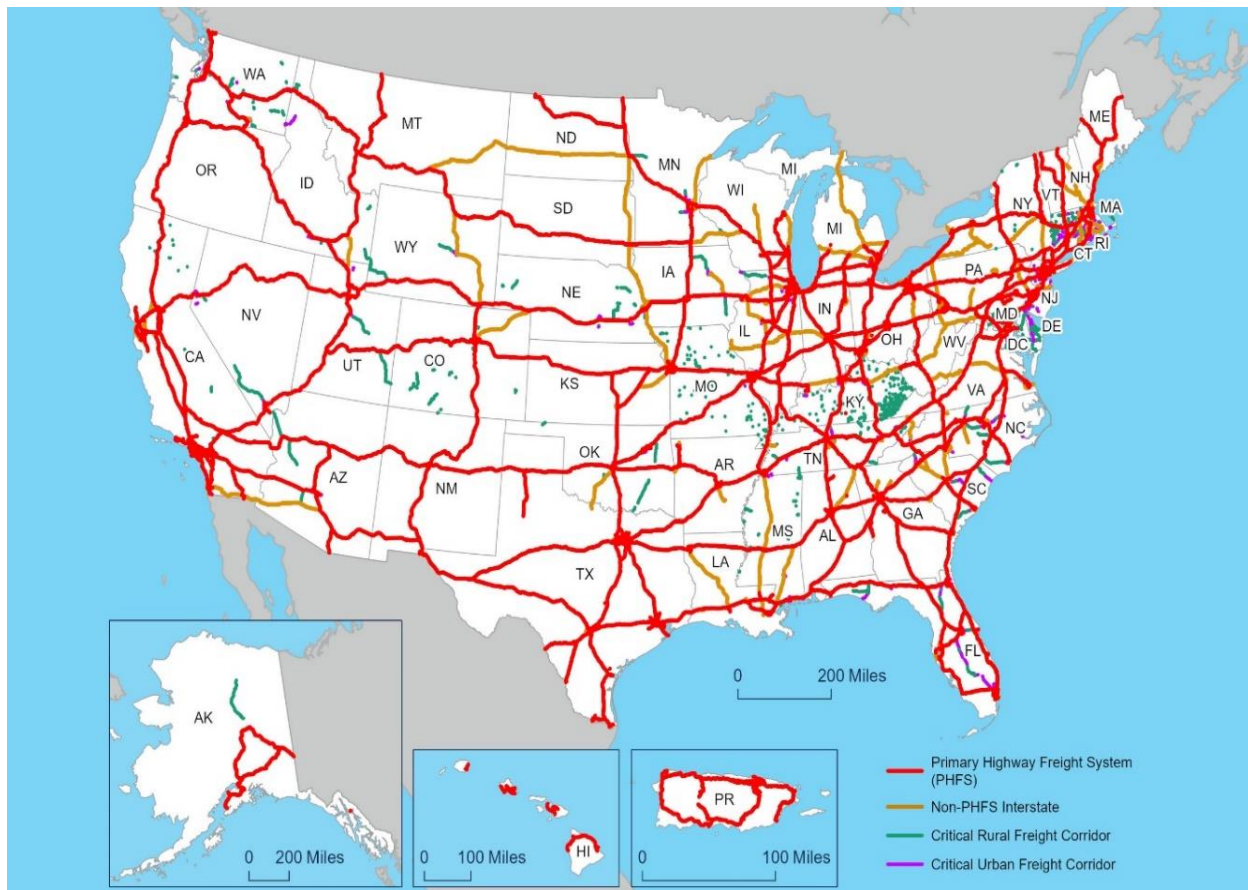 WA
MT
ND
MN
ME
OR
ID
SD
WI
MI
NH
VT
NY
MA
MI
WY
RI
CT
IA
PA
NE
NJ
NV
IL
IN
OH
MD
DE
WV
DC
CA
UT
CO
KS
MO
KY
VA
NC
OK
TN
AZ
NM
AR
SC
MS
AL
GA
LA
TX
FL
0 200 Miles
AK
0 200 Miles
HI
0 100 Miles
PR
0 100 Miles
Primary Highway Freight System
(PHFS)
Non-PHFS Interstate
Critical Rural Freight Corridor
Critical Urban Freight Corridor